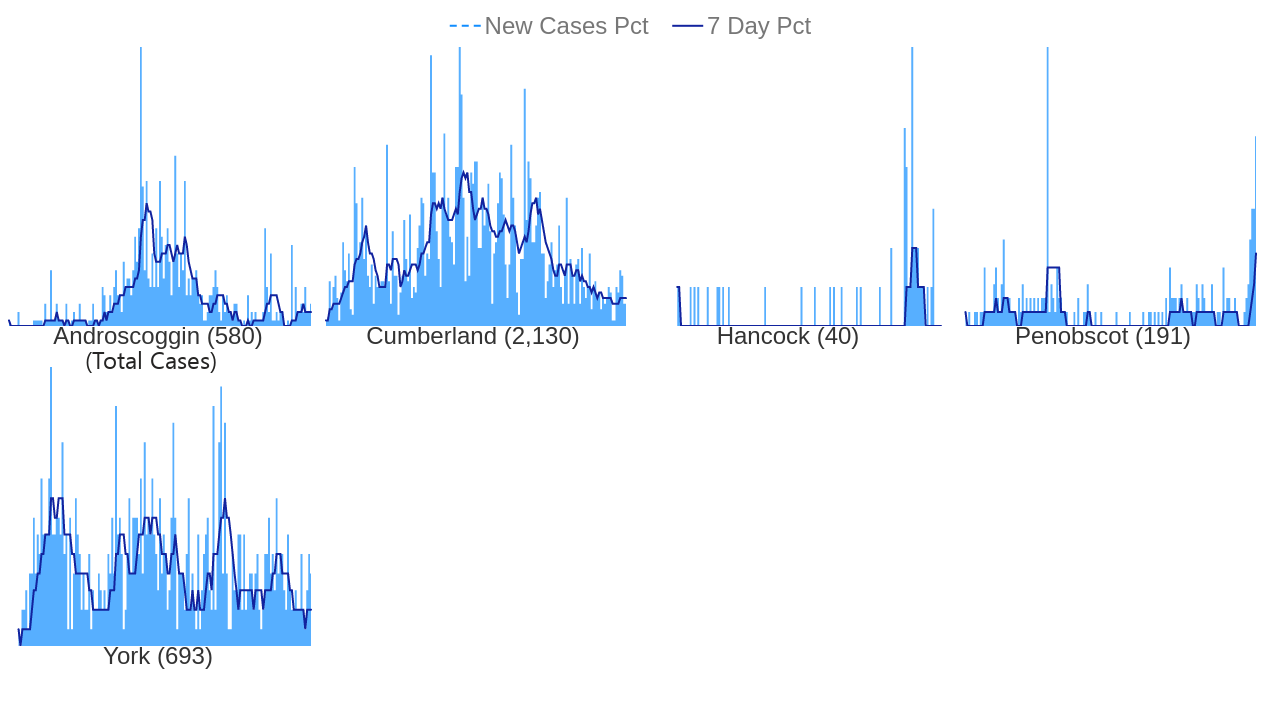 New Cases Pct 7 Day Pct
Androscoggin (580) Cumberland (2,130) Hancock (40) Penobscot (191)
(Total Cases)
York (693)